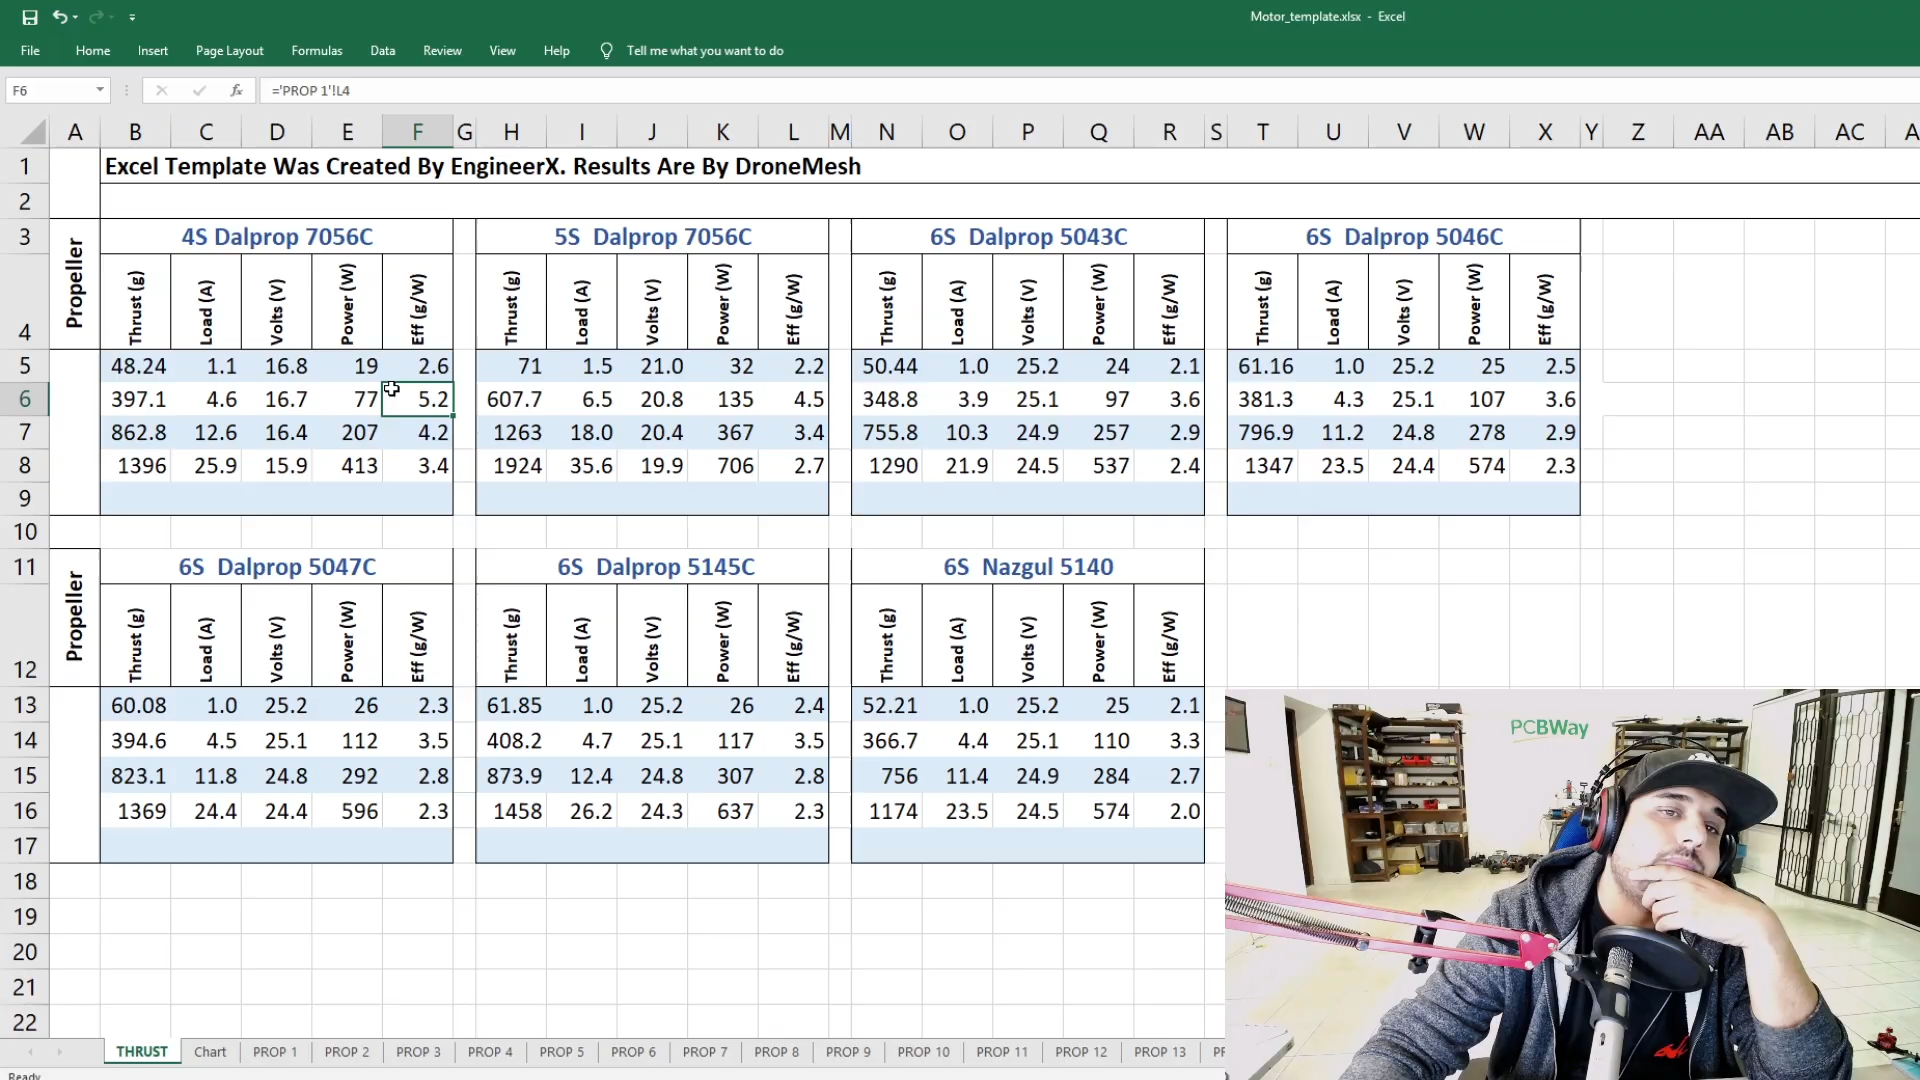 Motor_template.xlsx - Excel
File Home Insert Page Layout Formulas Data Review View Help Tell me what you want to do
F6 fx ='PROP 1'!L4
A B C D E F G H I J K L M N O P Q R S T U V W X Y Z AA AB AC A
1 Excel Template Was Created By EngineerX. Results Are By DroneMesh
2
3 Propeller 4S Dalprop 7056C 5S Dalprop 7056C 6S Dalprop 5043C 6S Dalprop 5046C
4 Thrust (g) Load (A) Volts (V) Power (W) Eff (g/W) Thrust (g) Load (A) Volts (V) Power (W) Eff (g/W) Thrust (g) Load (A) Volts (V) Power (W) Eff (g/W) Thrust (g) Load (A) Volts (V) Power (W) Eff (g/W)
5 48.24 1.1 16.8 19 2.6 71 1.5 21.0 32 2.2 50.44 1.0 25.2 24 2.1 61.16 1.0 25.2 25 2.5
6 397.1 4.6 16.7 77 5.2 607.7 6.5 20.8 135 4.5 348.8 3.9 25.1 97 3.6 381.3 4.3 25.1 107 3.6
7 862.8 12.6 16.4 207 4.2 1263 18.0 20.4 367 3.4 755.8 10.3 24.9 257 2.9 796.9 11.2 24.8 278 2.9
8 1396 25.9 15.9 413 3.4 1924 35.6 19.9 706 2.7 1290 21.9 24.5 537 2.4 1347 23.5 24.4 574 2.3
9
10
11 Propeller 6S Dalprop 5047C 6S Dalprop 5145C 6S Nazgul 5140
12 Thrust (g) Load (A) Volts (V) Power (W) Eff (g/W) Thrust (g) Load (A) Volts (V) Power (W) Eff (g/W) Thrust (g) Load (A) Volts (V) Power (W) Eff (g/W)
13 60.08 1.0 25.2 26 2.3 61.85 1.0 25.2 26 2.4 52.21 1.0 25.2 25 2.1
14 394.6 4.5 25.1 112 3.5 408.2 4.7 25.1 117 3.5 366.7 4.4 25.1 110 3.3
15 823.1 11.8 24.8 292 2.8 873.9 12.4 24.8 307 2.8 756 11.4 24.9 284 2.7
16 1369 24.4 24.4 596 2.3 1458 26.2 24.3 637 2.3 1174 23.5 24.5 574 2.0
17
18
19
20
21
22
PCBWay
THRUST Chart PROP 1 PROP 2 PROP 3 PROP 4 PROP 5 PROP 6 PROP 7 PROP 8 PROP 9 PROP 10 PROP 11 PROP 12 PROP 13 PF
Ready